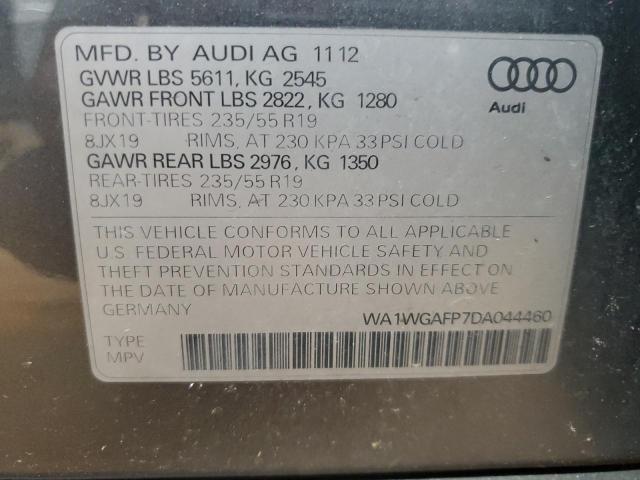 MFD. BY AUDI AG 11 12
GVWR LBS 5611, KG 2545
GAWR FRONT LBS 2822, KG 1280
FRONT-TIRES 235/55 R19
8JX19 RIMS, AT 230 KPA 33 PSI COLD
GAWR REAR LBS 2976, KG 1350
REAR-TIRES 235/55 R19
8JX19 RIMS, AT 230 KPA 33 PSI COLD
Audi
THIS VEHICLE CONFORMS TO ALL APPLICABLE
U.S. FEDERAL MOTOR VEHICLE SAFETY AND
THEFT PREVENTION STANDARDS IN EFFECT ON
THE DATE OF MANUFACTURE SHOWN ABOVE.
GERMANY
WA1WGAFP7DA044460
TYPE
MPV